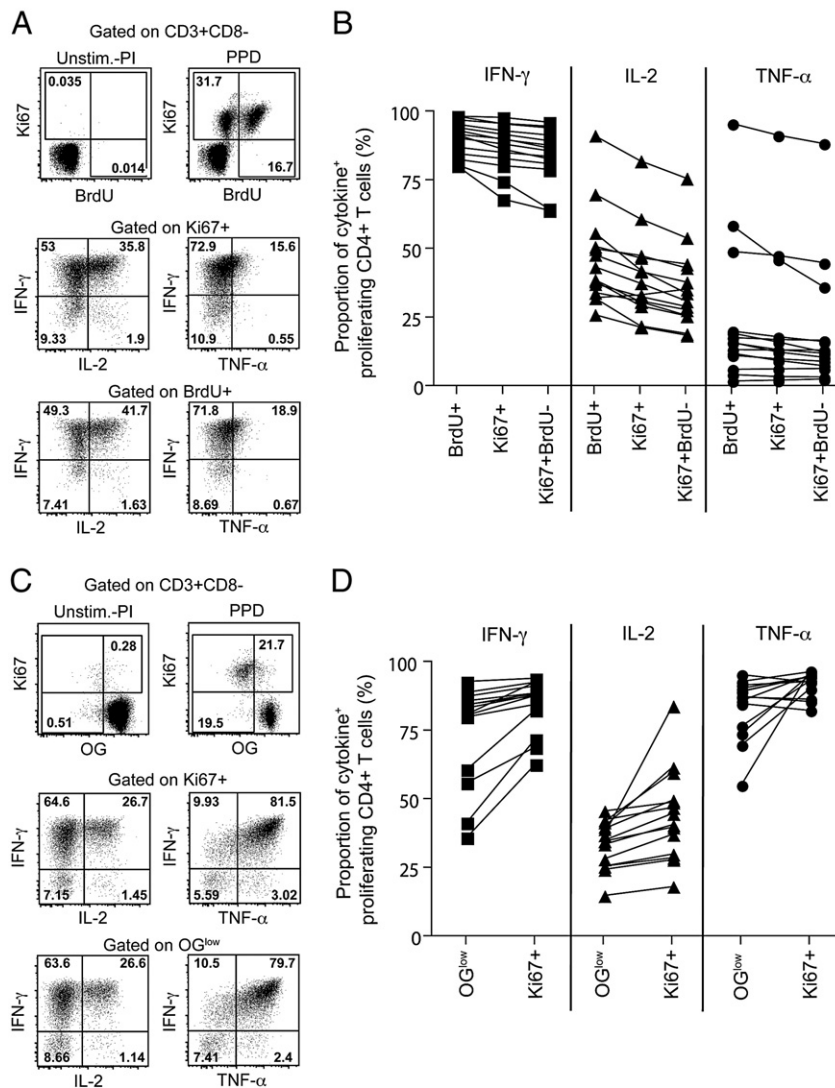 A
Gated on CD3+CD8-
Unstim.-PI PPD
0.035 31.7
Ki67 Ki67
0.014 16.7
BrdU BrdU
Gated on Ki67+
53 35.8 72.9 15.6
IFN-γ IFN-γ
9.33 1.9 10.9 0.55
IL-2 TNF-α
Gated on BrdU+
49.3 41.7 71.8 18.9
IFN-γ IFN-γ
7.41 1.63 8.69 0.67
IL-2 TNF-α
B
IFN-γ IL-2 TNF-α
Proportion of cytokine+
proliferating CD4+ T cells (%)
100
75
50
25
0
BrdU+ Ki67+ Ki67+BrdU- BrdU+ Ki67+ Ki67+BrdU- BrdU+ Ki67+ Ki67+BrdU-
C
Gated on CD3+CD8-
Unstim.-PI PPD
0.28 21.7
Ki67 Ki67
0.51 19.5
OG OG
Gated on Ki67+
64.6 26.7 9.93 81.5
IFN-γ IFN-γ
7.15 1.45 5.59 3.02
IL-2 TNF-α
Gated on OGlow
63.6 26.6 10.5 79.7
IFN-γ IFN-γ
8.66 1.14 7.41 2.4
IL-2 TNF-α
D
IFN-γ IL-2 TNF-α
Proportion of cytokine+
proliferating CD4+ T cells (%)
100
75
50
25
0
OGlow Ki67+ OGlow Ki67+ OGlow Ki67+